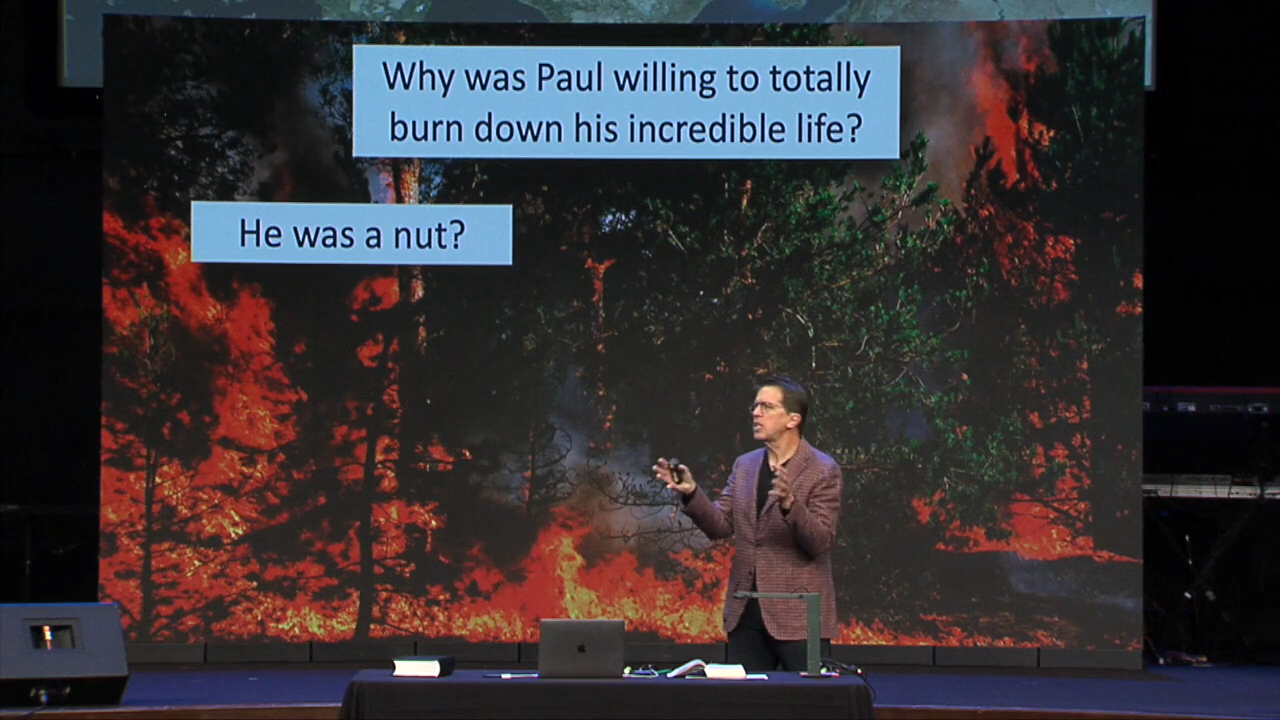 Why was Paul willing to totally
burn down his incredible life?
He was a nut?